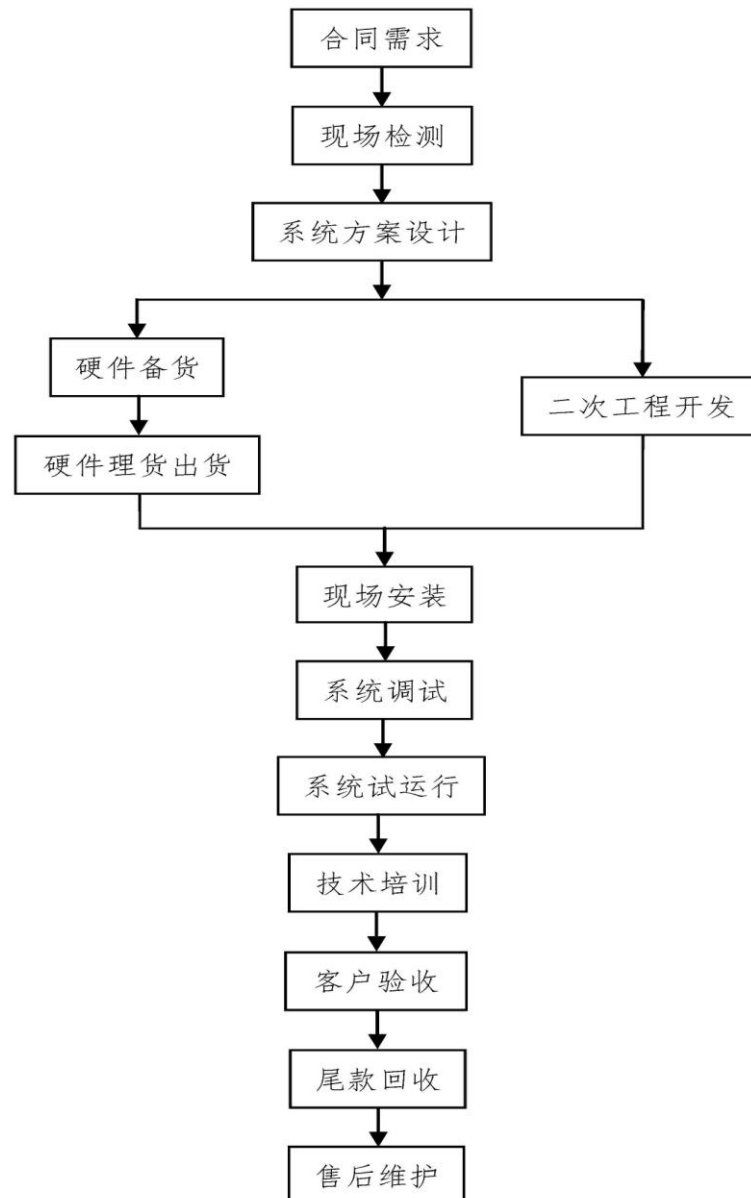 合同需求
现场检测
系统方案设计
硬件备货
二次工程开发
硬件理货出货
现场安装
系统调试
系统试运行
技术培训
客户验收
尾款回收
售后维护